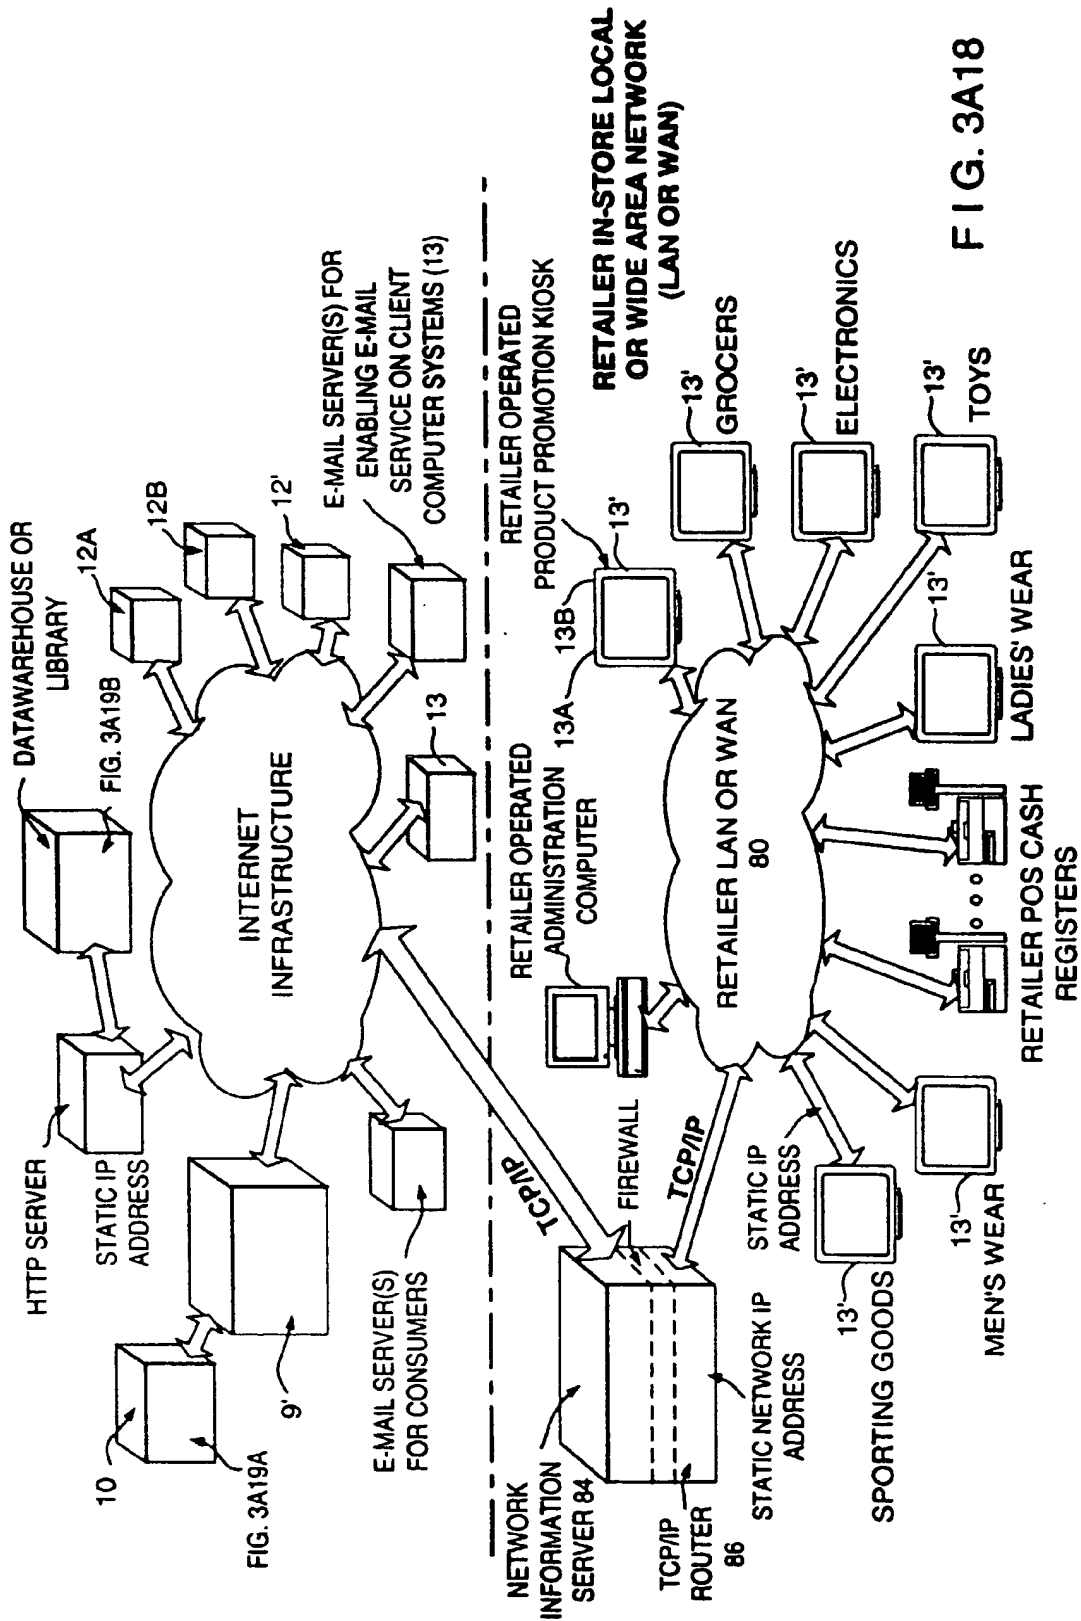 DATAWAREHOUSE OR
LIBRARY
FIG. 3A19B
12A
12B
12'
E-MAIL SERVER(S) FOR
ENABLING E-MAIL
SERVICE ON CLIENT
COMPUTER SYSTEMS (13)
HTTP SERVER
STATIC IP
ADDRESS
INTERNET
INFRASTRUCTURE
13
10
FIG. 3A19A
9'
E-MAIL SERVER(S)
FOR CONSUMERS
TCP/IP
RETAILER OPERATED
ADMINISTRATION
COMPUTER
RETAILER OPERATED
PRODUCT PROMOTION KIOSK
13A
13B
13'
RETAILER IN-STORE LOCAL
OR WIDE AREA NETWORK
(LAN OR WAN)
NETWORK
INFORMATION
SERVER 84
FIREWALL
TCP/IP
TCP/IP
ROUTER
86
STATIC NETWORK IP
ADDRESS
RETAILER LAN OR WAN
80
STATIC IP
ADDRESS
13'
GROCERS
13'
ELECTRONICS
13'
TOYS
13'
LADIES' WEAR
RETAILER POS CASH
REGISTERS
13'
MEN'S WEAR
13'
SPORTING GOODS
FIG. 3A18